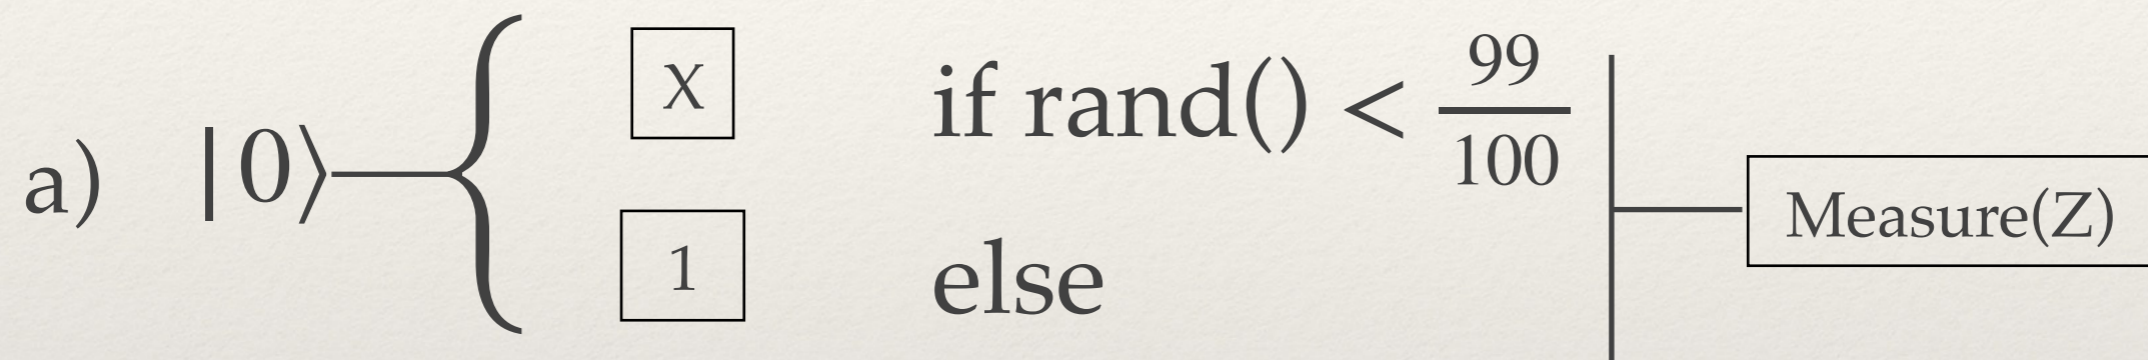 a) |0⟩ X if rand() < 99/100
1 else
Measure(Z)